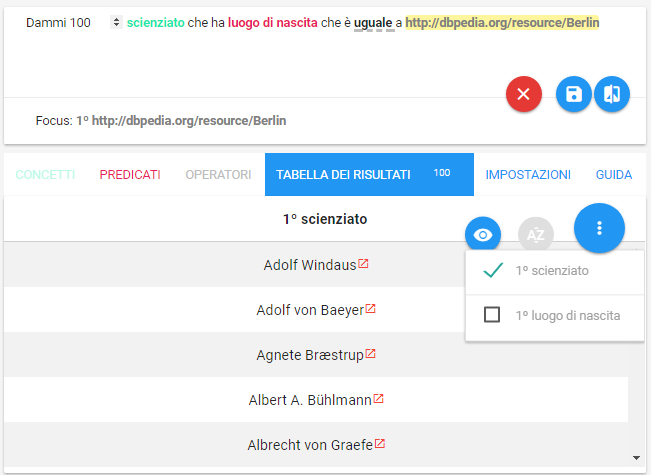 Dammi 100 scienziato che ha luogo di nascita che è uguale a http://dbpedia.org/resource/Berlin
Focus: 1º http://dbpedia.org/resource/Berlin
CONCETTI PREDICATI OPERATORI TABELLA DEI RISULTATI 100 IMPOSTAZIONI GUIDA
1º scienziato
AZ
1º scienziato
1º luogo di nascita
Adolf Windaus
Adolf von Baeyer
Agnete Bræstrup
Albert A. Bühlmann
Albrecht von Graefe